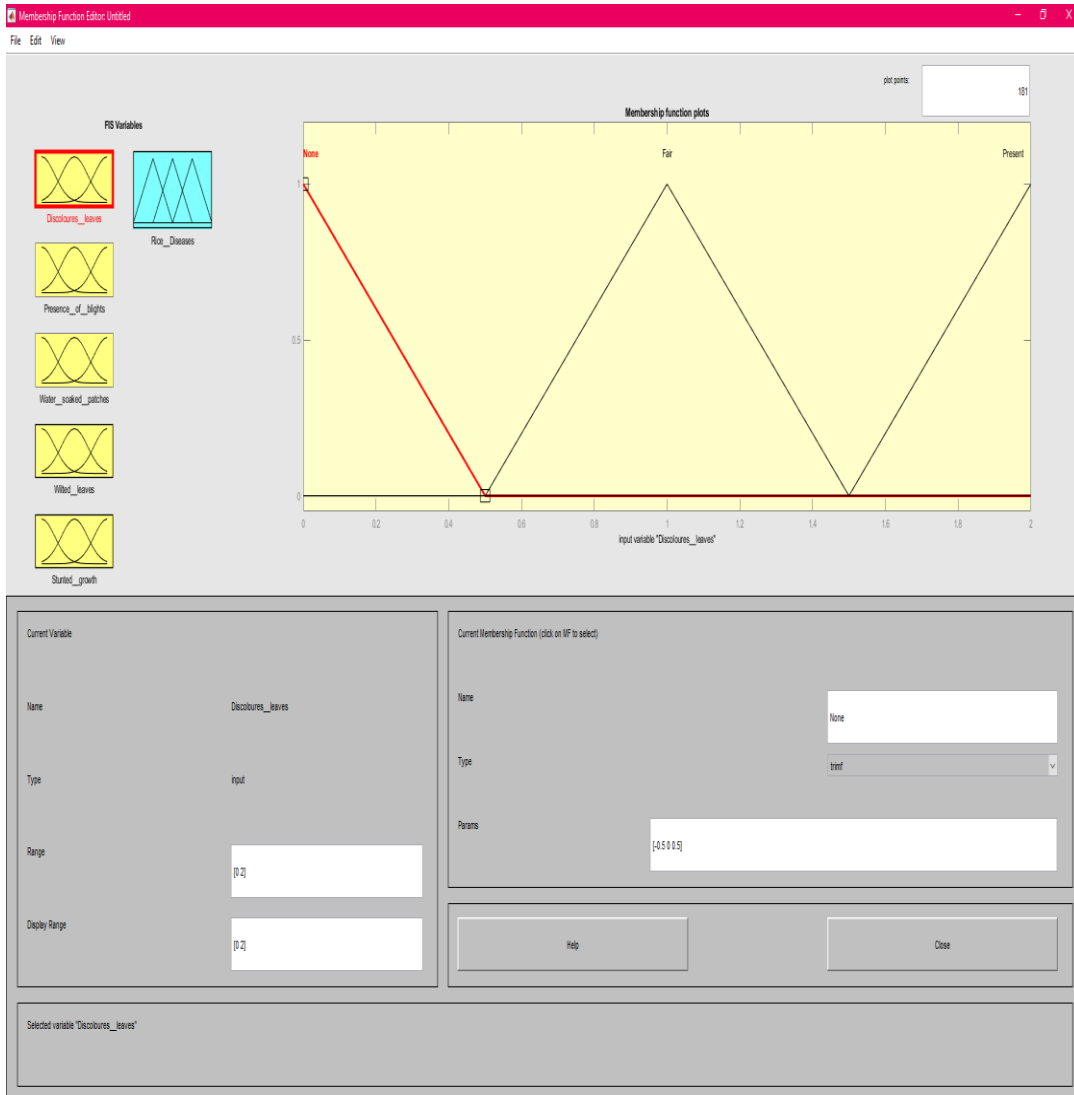 Membership Function Editor: Untitled
File Edit View
plot points:
181
FIS Variables
Membership function plots
None
Fair
Present
Discoloures__leaves
Rice__Diseases
Presence_of_blights
Water__soaked__patches
Wilted__leaves
Stunted__growth
1
0.5
0
0 0.2 0.4 0.6 0.8 1 1.2 1.4 1.6 1.8 2
input variable "Discoloures__leaves"
Current Variable
Name Discoloures__leaves
Type input
Range [0 2]
Display Range [0 2]
Current Membership Function (click on MF to select)
Name None
Type trimf
Params [-0.5 0 0.5]
Help Close
Selected variable "Discoloures__leaves"